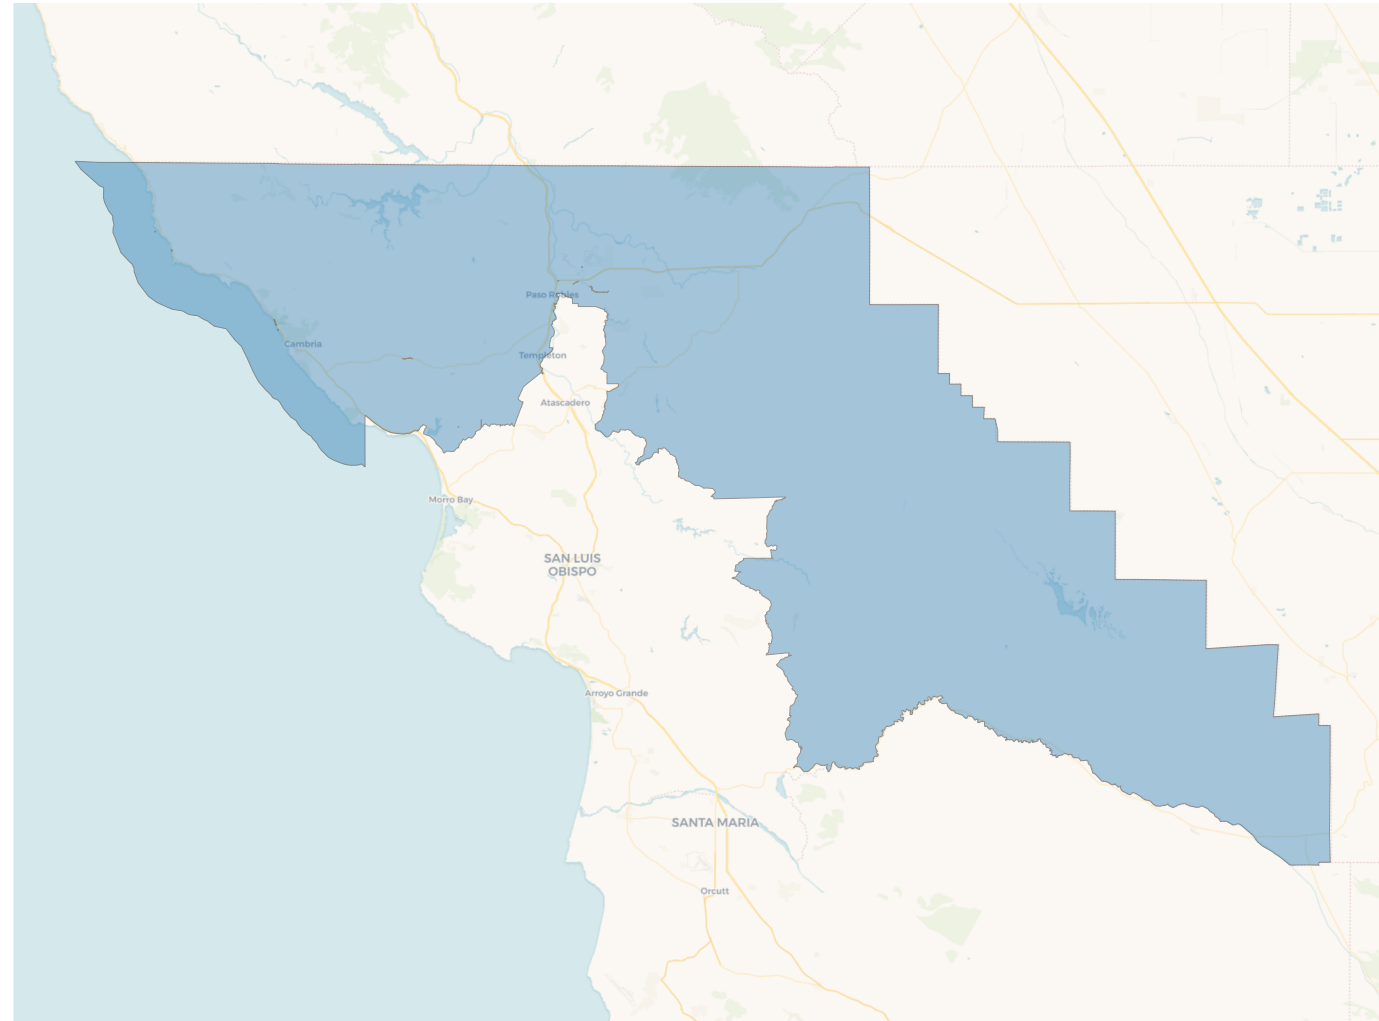 Paso Robles
Cambria
Templeton
Atascadero
Morro Bay
SAN LUIS
OBISPO
Arroyo Grande
SANTA MARIA
Orcutt